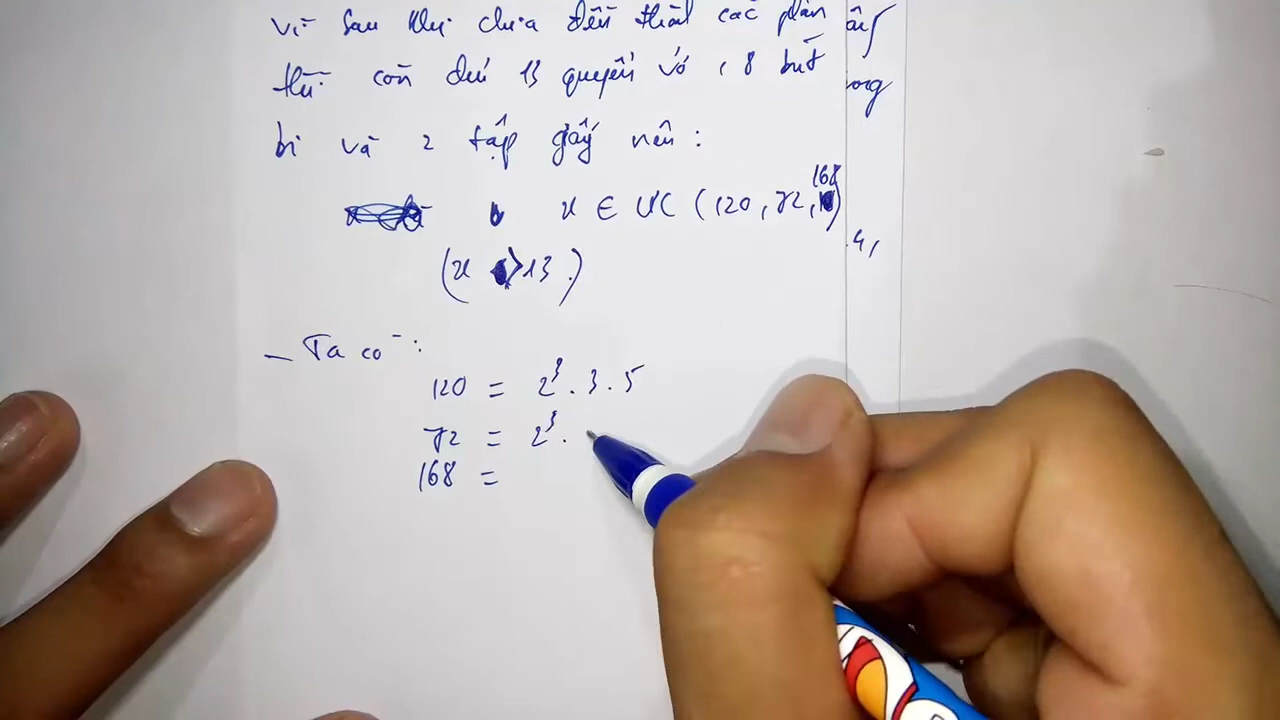 vì sau khi chia đều thành các phần
thì còn dư 13 quyển vở, 8 bút
bi và 2 tập giấy nên:
x ∈ ƯC (120, 72, 168)
(x > 13.)
- Ta có:
120 = 2³ . 3 . 5
72 = 2³ .
168 =